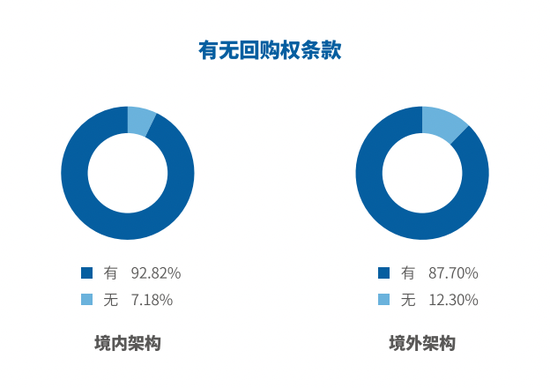 有无回购权条款
有 92.82%
无 7.18%
境内架构
有 87.70%
无 12.30%
境外架构